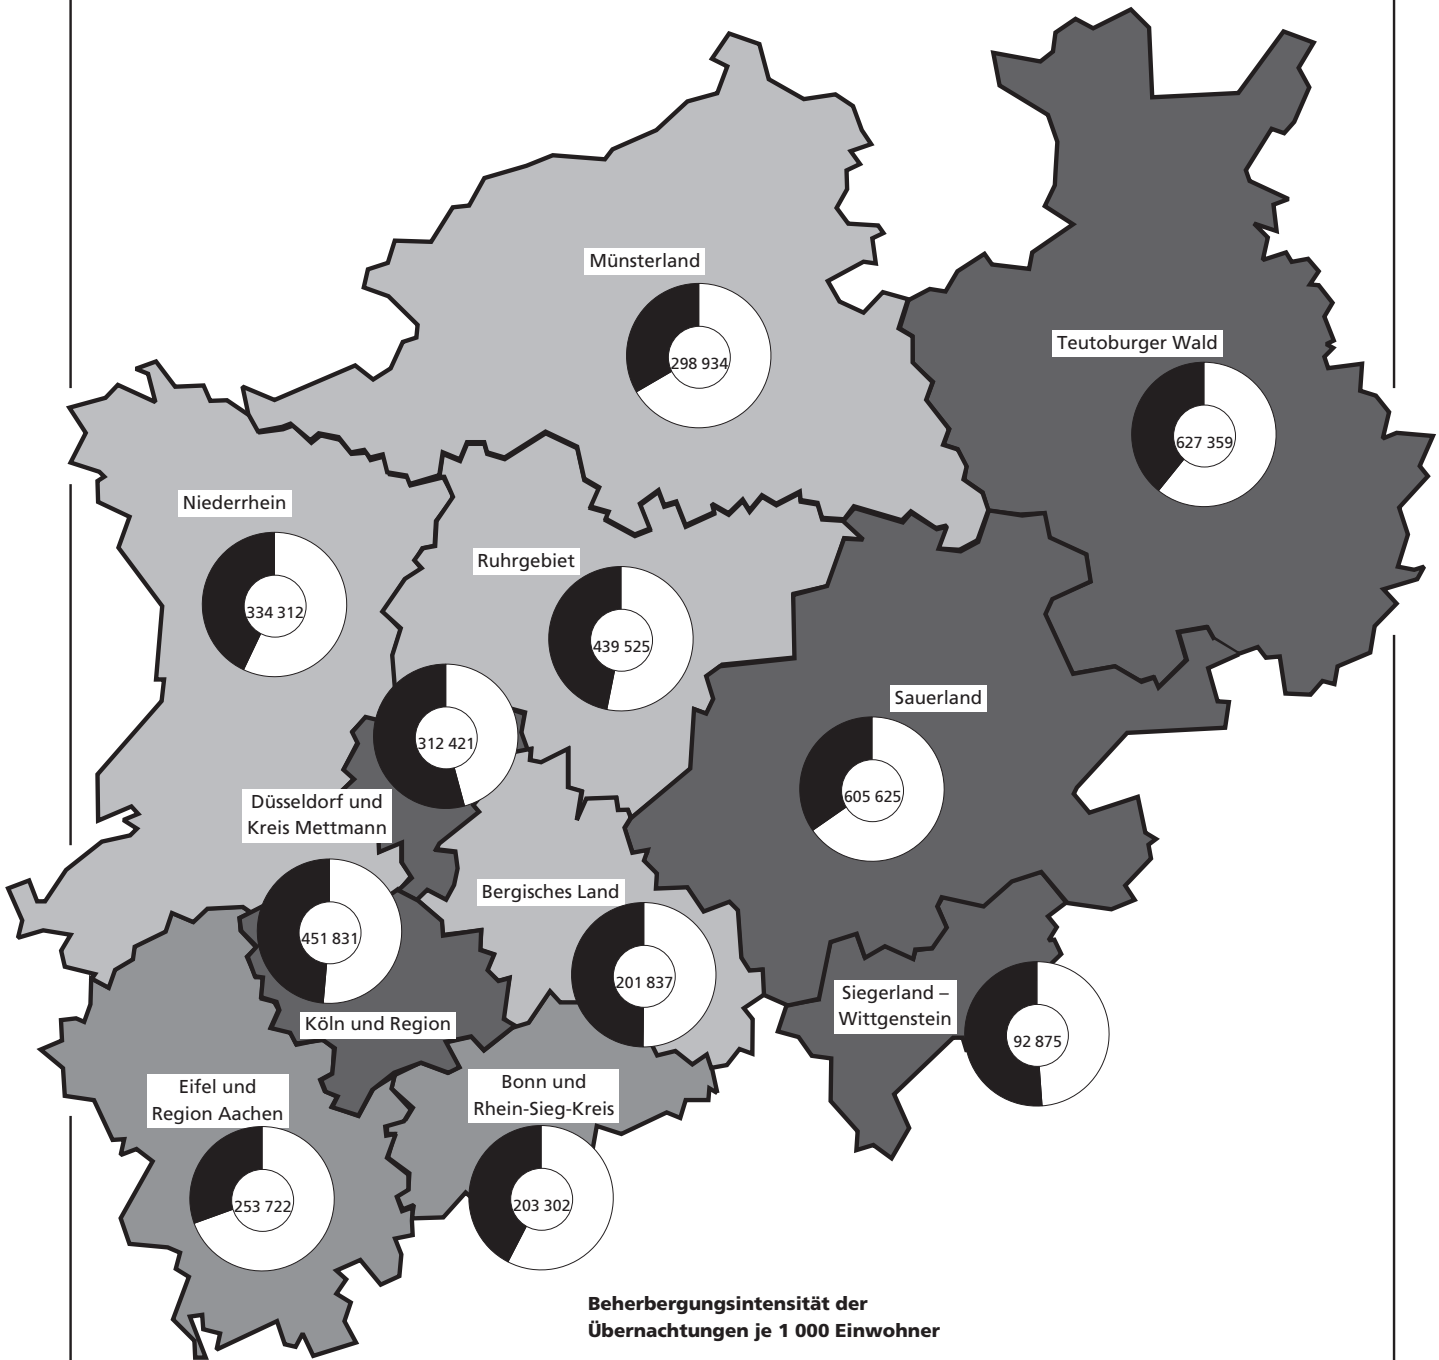 Münsterland
298 934
Teutoburger Wald
627 359
Niederrhein
334 312
Ruhrgebiet
439 525
312 421
Sauerland
605 625
Düsseldorf und
Kreis Mettmann
451 831
Bergisches Land
201 837
Köln und Region
Siegerland –
Wittgenstein
92 875
Eifel und
Region Aachen
253 722
Bonn und
Rhein-Sieg-Kreis
203 302
Beherbergungsintensität der
Übernachtungen je 1 000 Einwohner